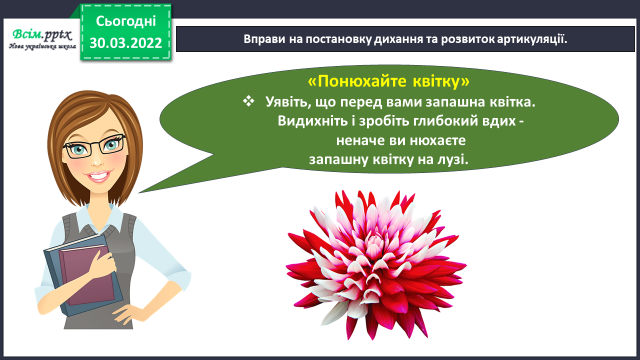 Всім.pptx
Нова українська школа
Сьогодні
30.03.2022
Вправи на постановку дихання та розвиток артикуляції.
«Понюхайте квітку»
❖ Уявіть, що перед вами запашна квітка.
Видихніть і зробіть глибокий вдих -
неначе ви нюхаєте
запашну квітку на лузі.